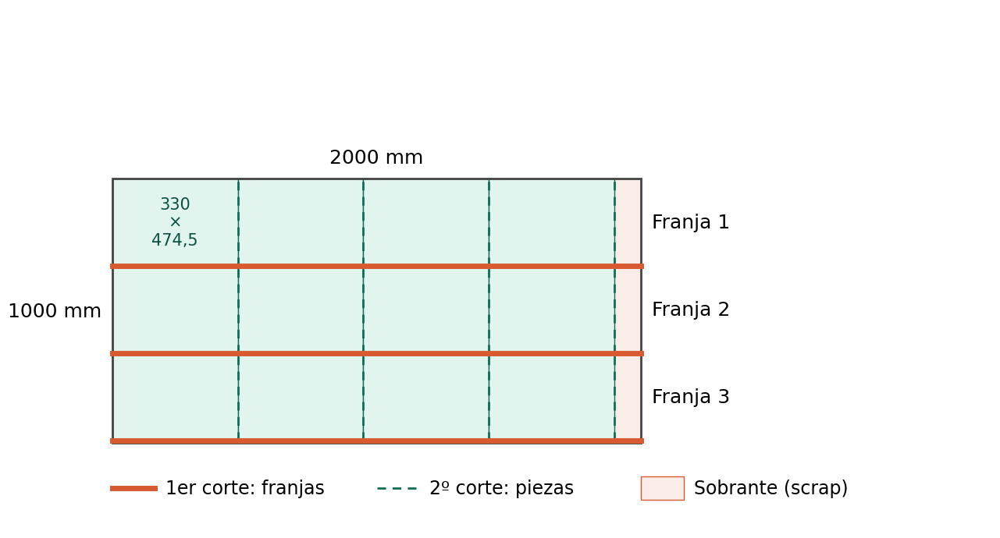 2000 mm
330
×
474,5
Franja 1
1000 mm
Franja 2
Franja 3
1er corte: franjas
2º corte: piezas
Sobrante (scrap)